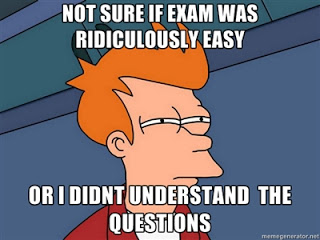 NOT SURE IF EXAM WAS
RIDICULOUSLY EASY
OR I DIDNT UNDERSTAND THE
QUESTIONS
memegenerator.net